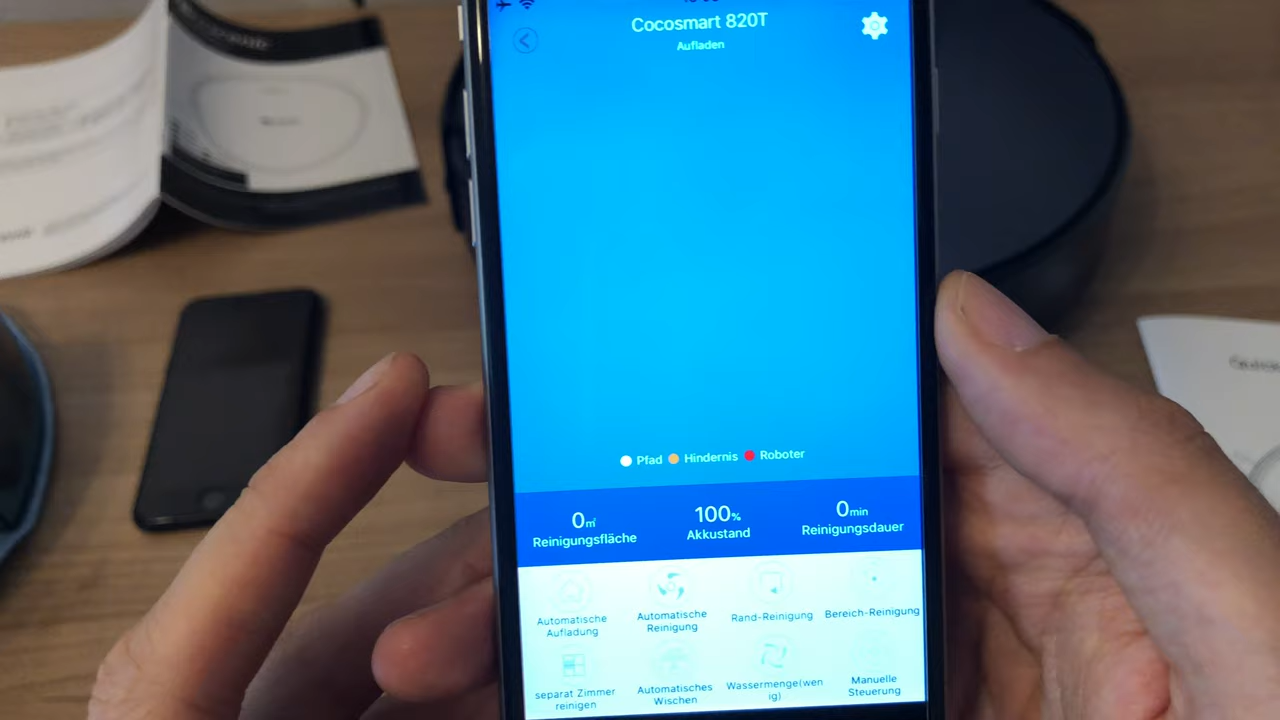 Cocosmart 820T
Aufladen
Pfad Hindernis Roboter
0㎡ 100% 0min
Reinigungsfläche Akkustand Reinigungsdauer
Automatische Aufladung
Automatische Reinigung
Rand-Reinigung
Bereich-Reinigung
separat Zimmer reinigen
Automatisches Wischen
Wassermenge(wen
ig)
Manuelle Steuerung